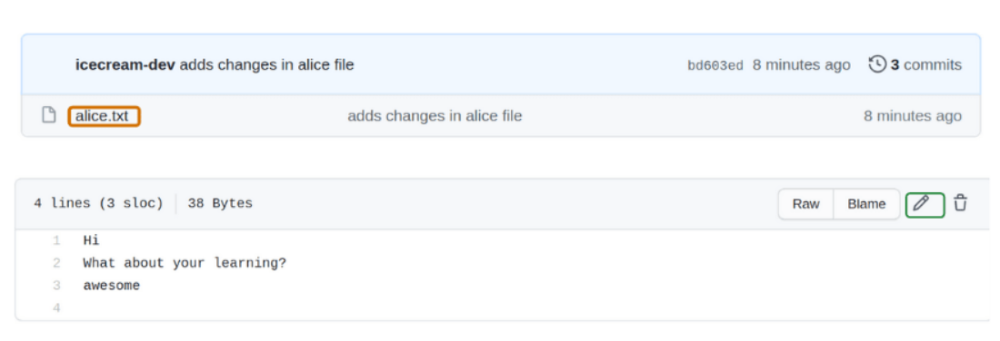 icecream-dev adds changes in alice file bd603ed 8 minutes ago 3 commits
alice.txt adds changes in alice file 8 minutes ago
4 lines (3 sloc) 38 Bytes Raw Blame
1 Hi
2 What about your learning?
3 awesome
4